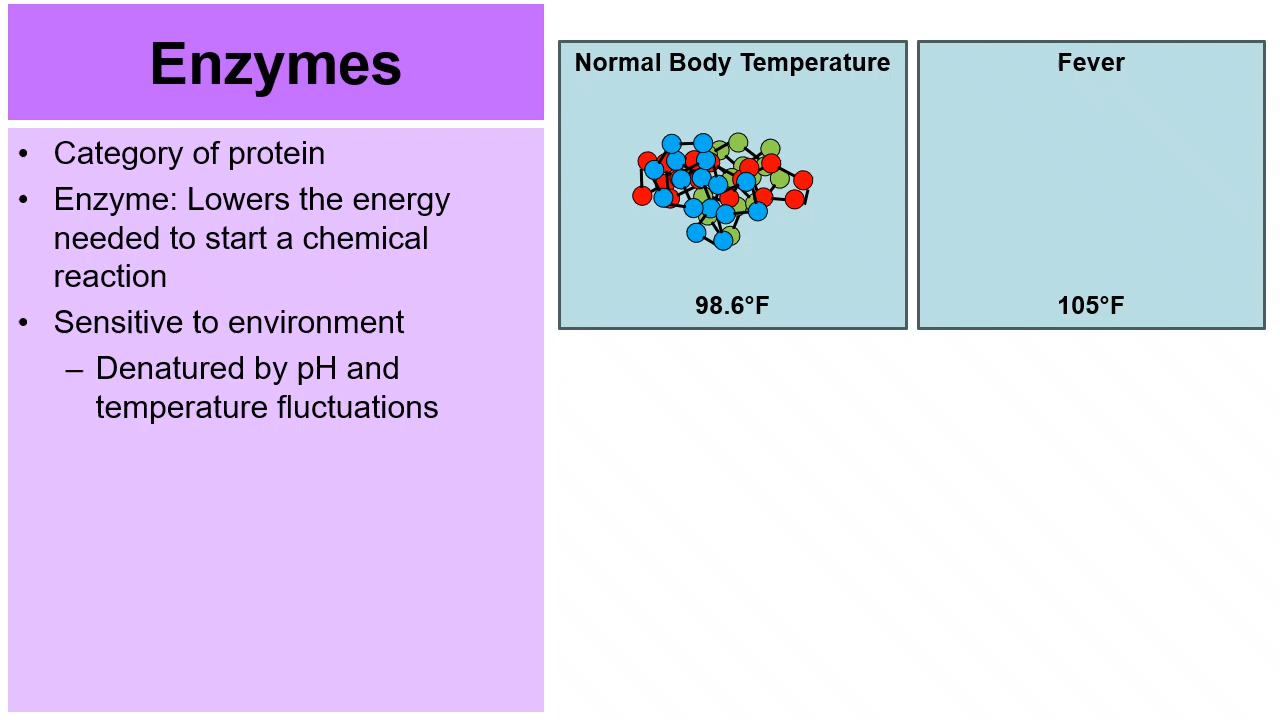 Enzymes
• Category of protein
• Enzyme: Lowers the energy
needed to start a chemical
reaction
• Sensitive to environment
– Denatured by pH and
temperature fluctuations
Normal Body Temperature
98.6°F
Fever
105°F